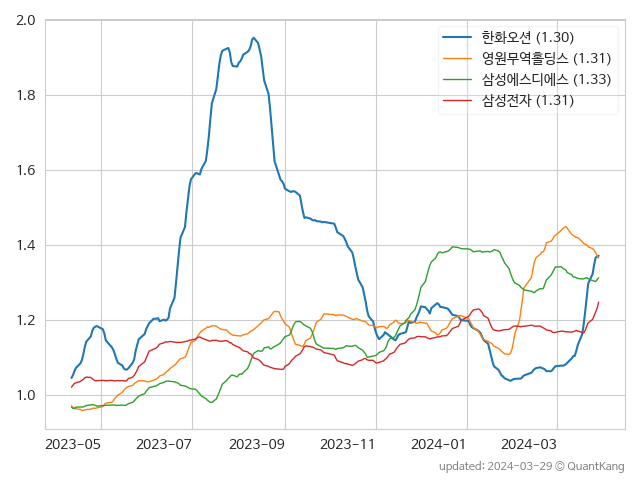 2.0
1.8
1.6
1.4
1.2
1.0
한화오션 (1.30)
영원무역홀딩스 (1.31)
삼성에스디에스 (1.33)
삼성전자 (1.31)
2023-05 2023-07 2023-09 2023-11 2024-01 2024-03
updated: 2024-03-29 © QuantKang